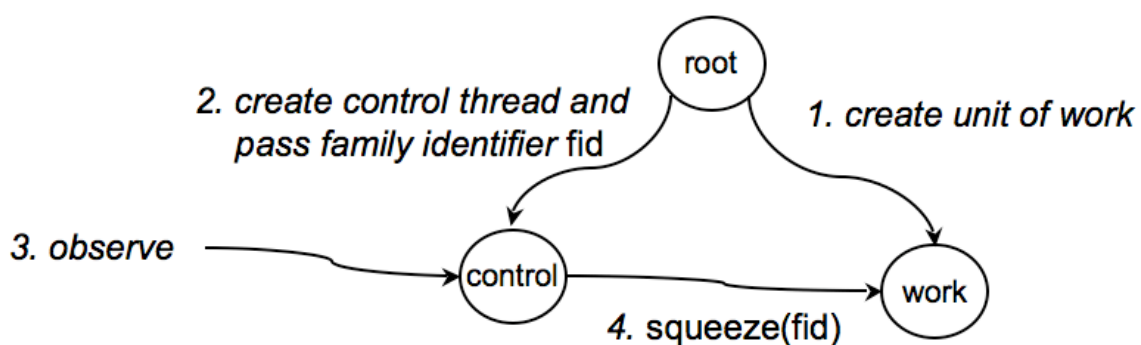 root
2. create control thread and
pass family identifier fid
1. create unit of work
3. observe
control
work
4. squeeze(fid)